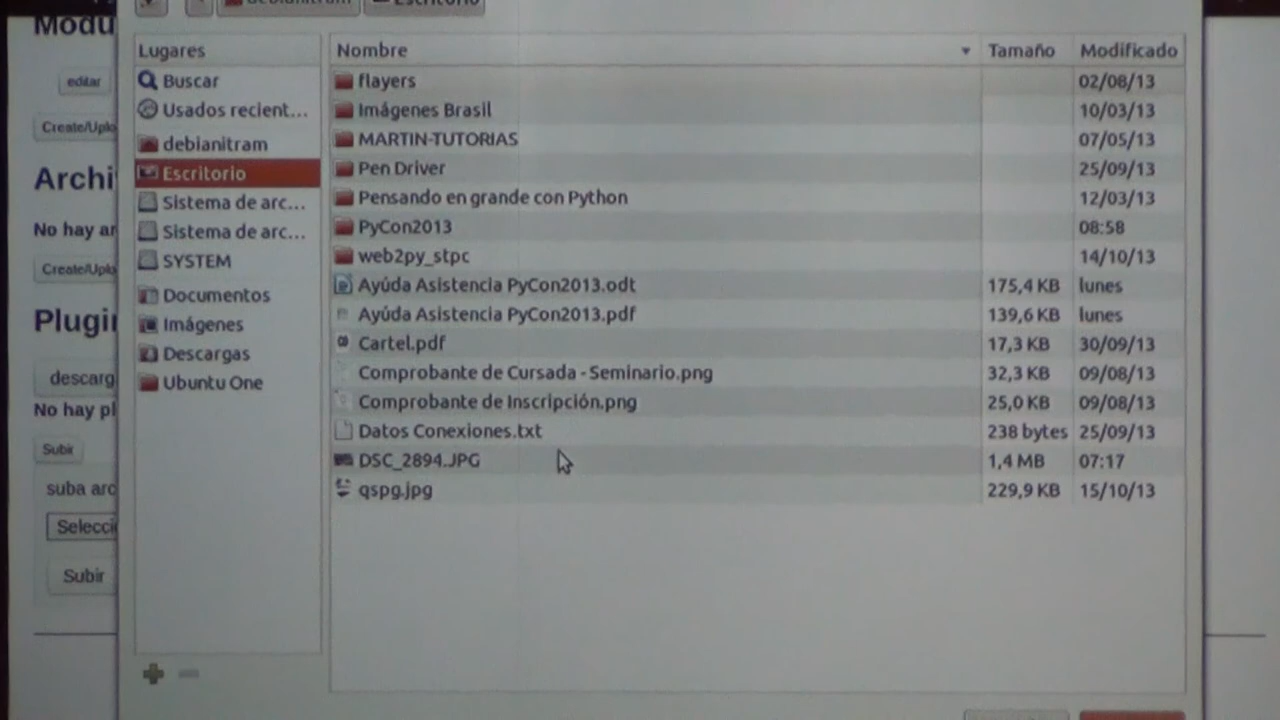 debianitram Escritorio
Lugares
Buscar
Usados recient...
debianitram
Escritorio
Sistema de arc...
Sistema de arc...
SYSTEM
Documentos
Imágenes
Descargas
Ubuntu One
Nombre Tamaño Modificado
flayers 02/08/13
Imágenes Brasil 10/03/13
MARTIN-TUTORIAS 07/05/13
Pen Driver 25/09/13
Pensando en grande con Python 12/03/13
PyCon2013 08:58
web2py_stpc 14/10/13
Ayúda Asistencia PyCon2013.odt 175,4 KB lunes
Ayúda Asistencia PyCon2013.pdf 139,6 KB lunes
Cartel.pdf 17,3 KB 30/09/13
Comprobante de Cursada - Seminario.png 32,3 KB 09/08/13
Comprobante de Inscripción.png 25,0 KB 09/08/13
Datos Conexiones.txt 238 bytes 25/09/13
DSC_2894.JPG 1,4 MB 07:17
qspg.jpg 229,9 KB 15/10/13
Modu
editar
Create/Uplo
Archi
No hay ar
Create/Uplo
Plugin
descarg
No hay pl
Subir
suba arc
Selecci
Subir